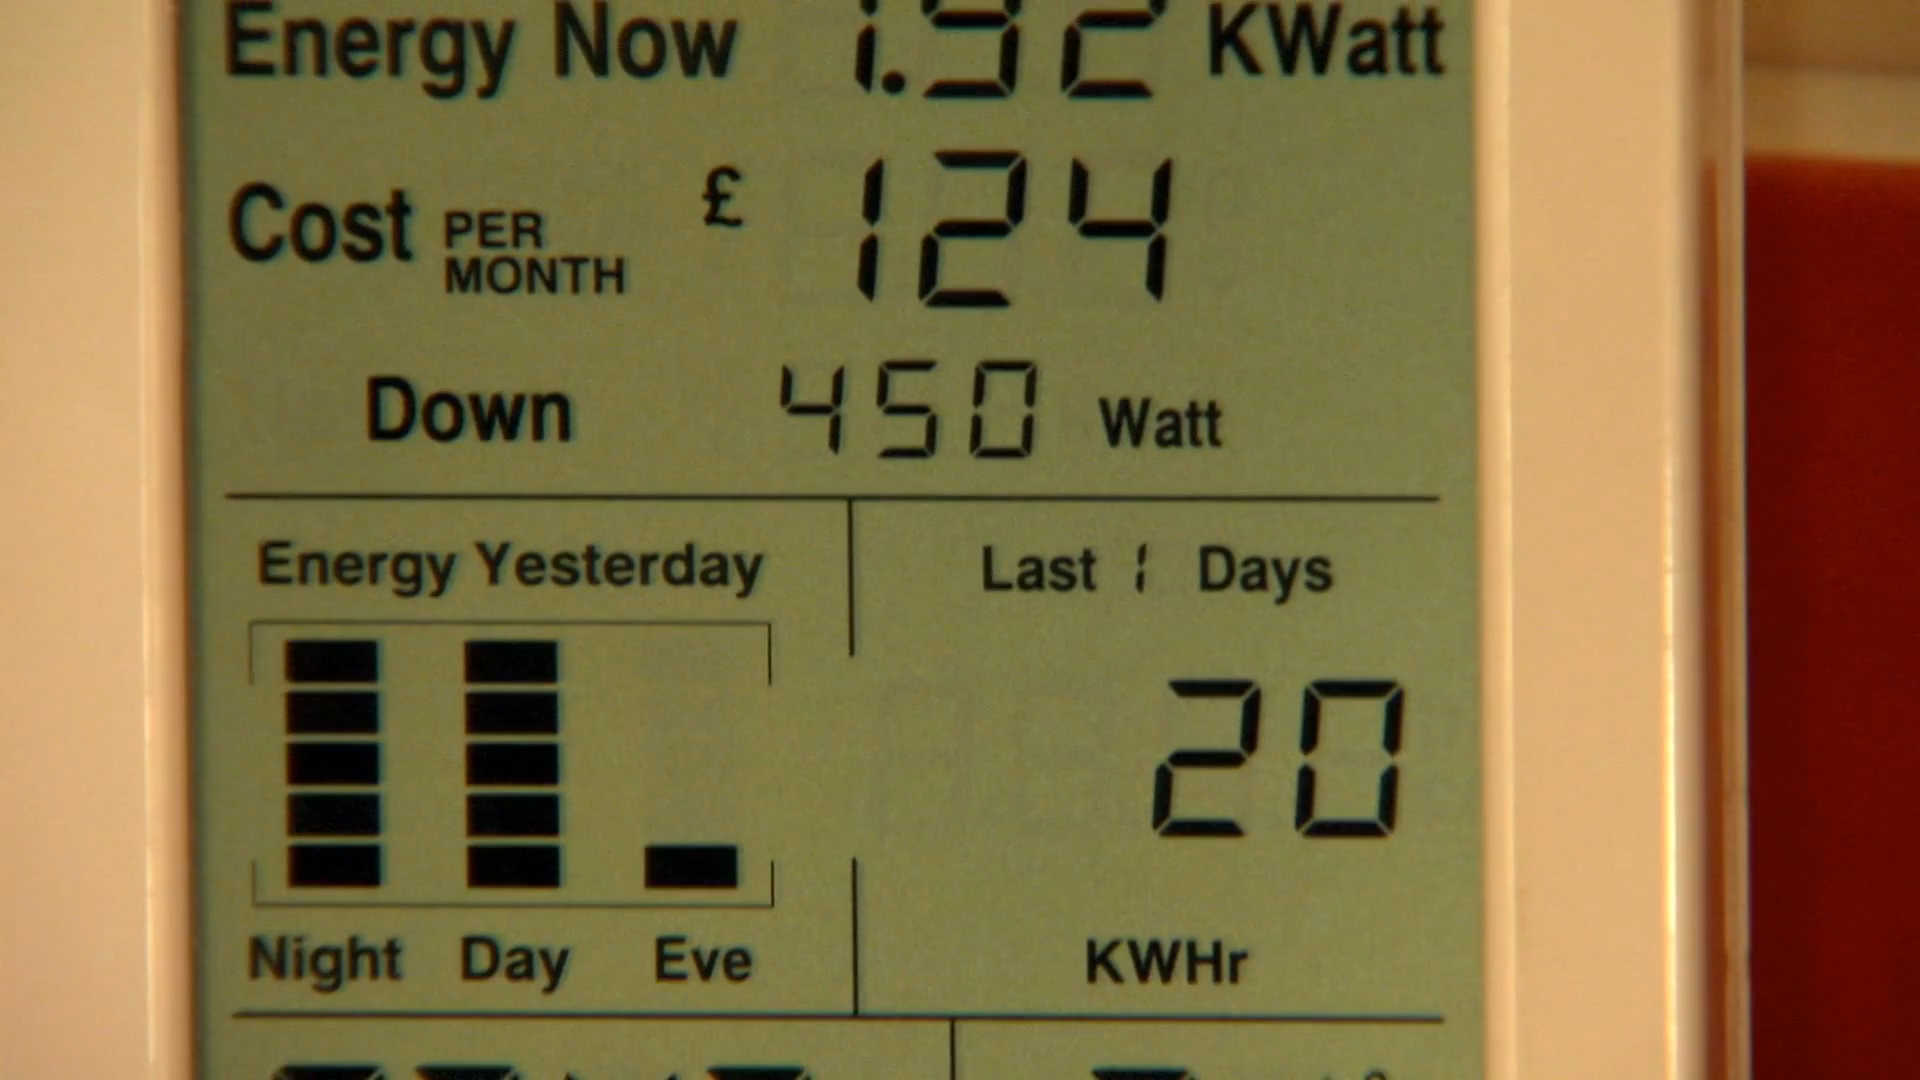 Energy Now 1.92 KWatt
Cost PER MONTH £ 124
Down 450 Watt
Energy Yesterday
Last 1 Days
20
Night Day Eve
KWHr